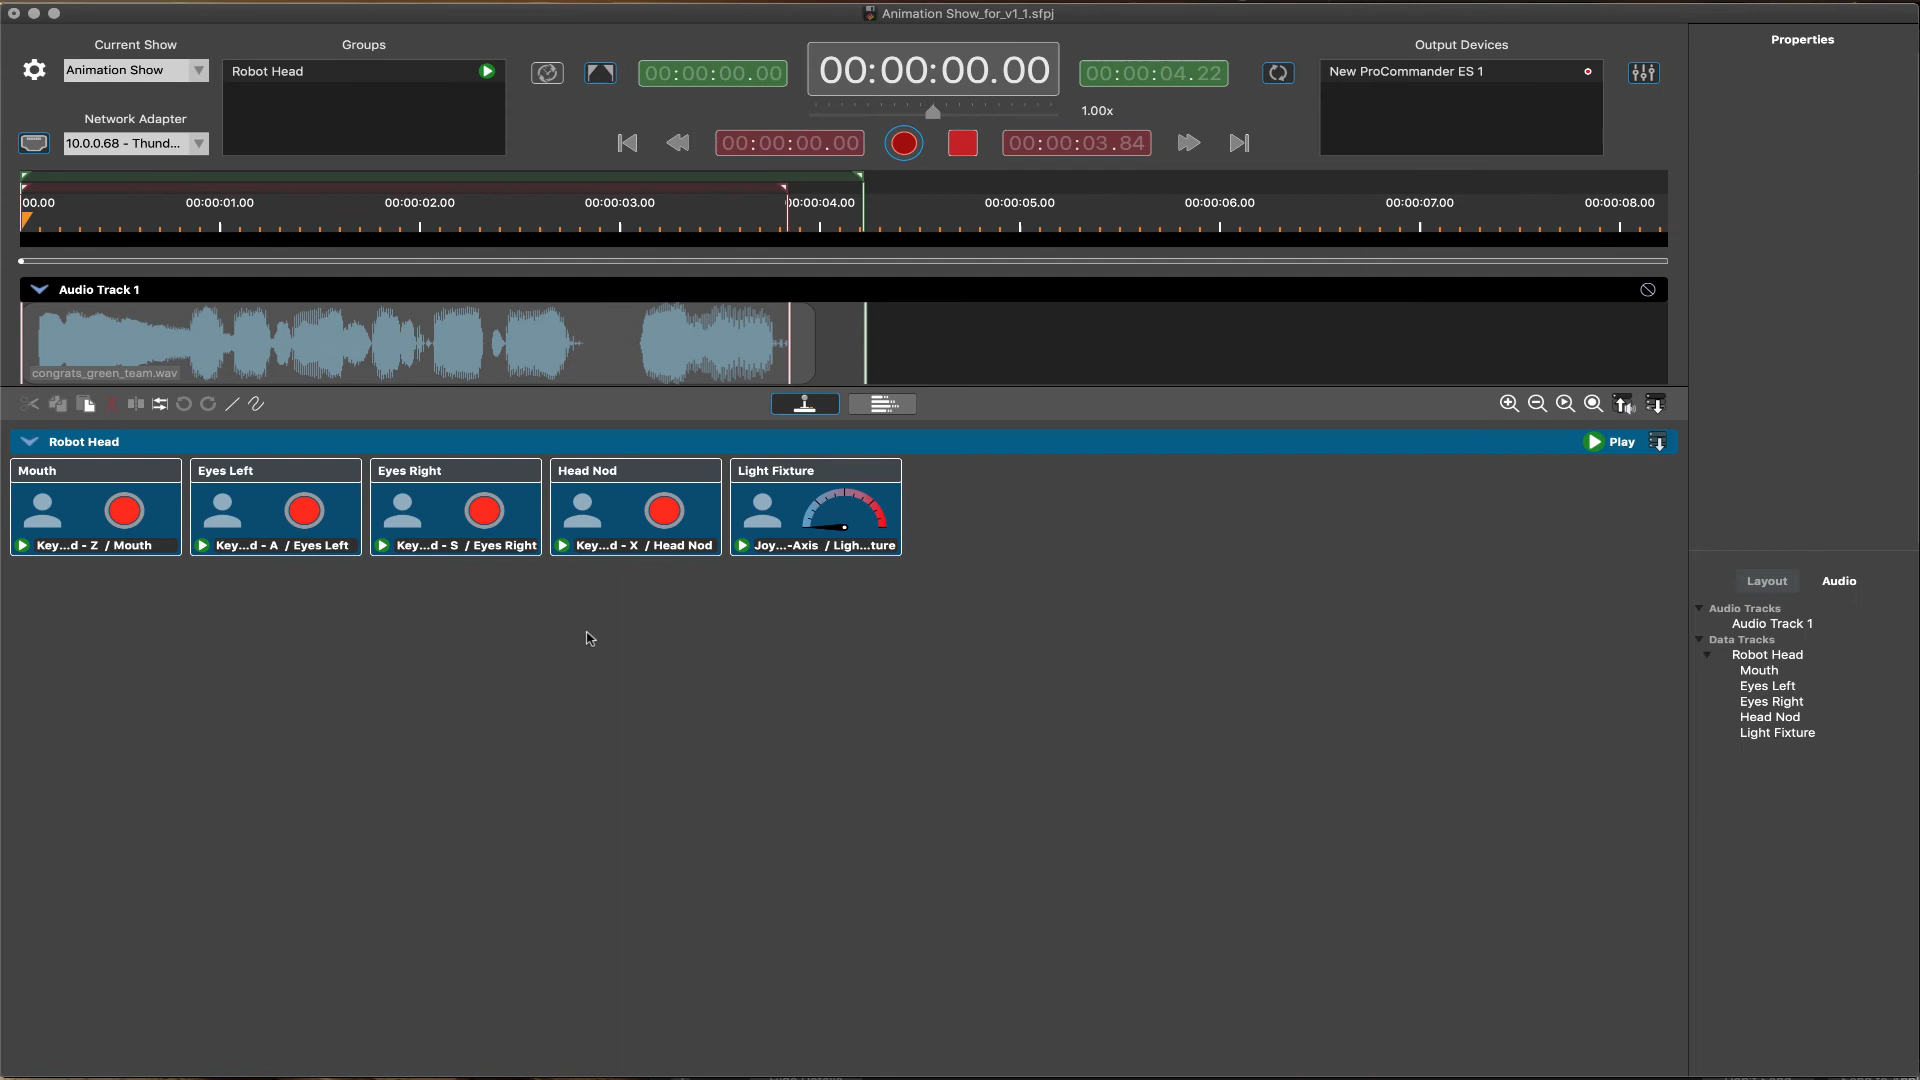 Animation Show_for_v1_1.sfpj
Current Show
Groups
Output Devices
Properties
Animation Show
Robot Head
00:00:00.00
00:00:00.00
00:00:04.22
New ProCommander ES 1
1.00x
Network Adapter
10.0.0.68 - Thund...
00:00:00.00
00:00:03.84
00.00
00:00:01.00
00:00:02.00
00:00:03.00
00:00:04.00
00:00:05.00
00:00:06.00
00:00:07.00
00:00:08.00
Audio Track 1
congrats_green_team.wav
Robot Head
Play
Mouth
Eyes Left
Eyes Right
Head Nod
Light Fixture
Key...d - Z / Mouth
Key...d - A / Eyes Left
Key...d - S / Eyes Right
Key...d - X / Head Nod
Joy...-Axis / Ligh...ture
Layout
Audio
Audio Tracks
Audio Track 1
Data Tracks
Robot Head
Mouth
Eyes Left
Eyes Right
Head Nod
Light Fixture